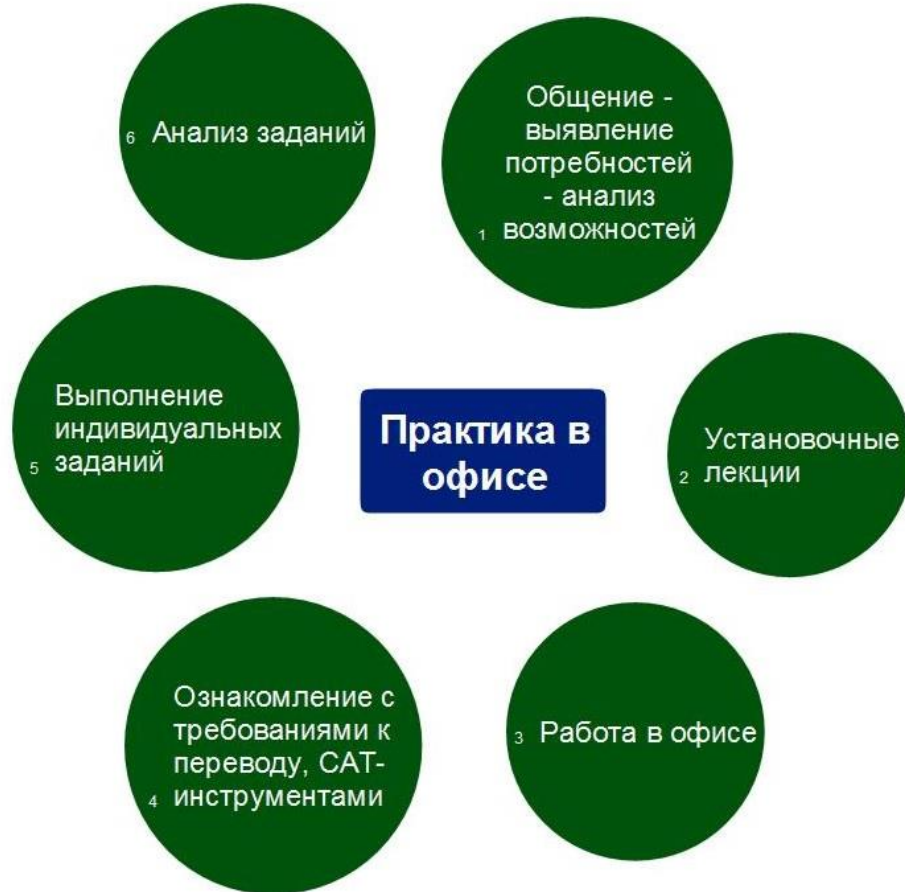 Общение -
выявление
потребностей
- анализ
1 возможностей
Установочные
2 лекции
3 Работа в офисе
Ознакомление с
требованиями к
переводу, CAT-
4 инструментами
Выполнение
индивидуальных
5 заданий
6 Анализ заданий
Практика в
офисе